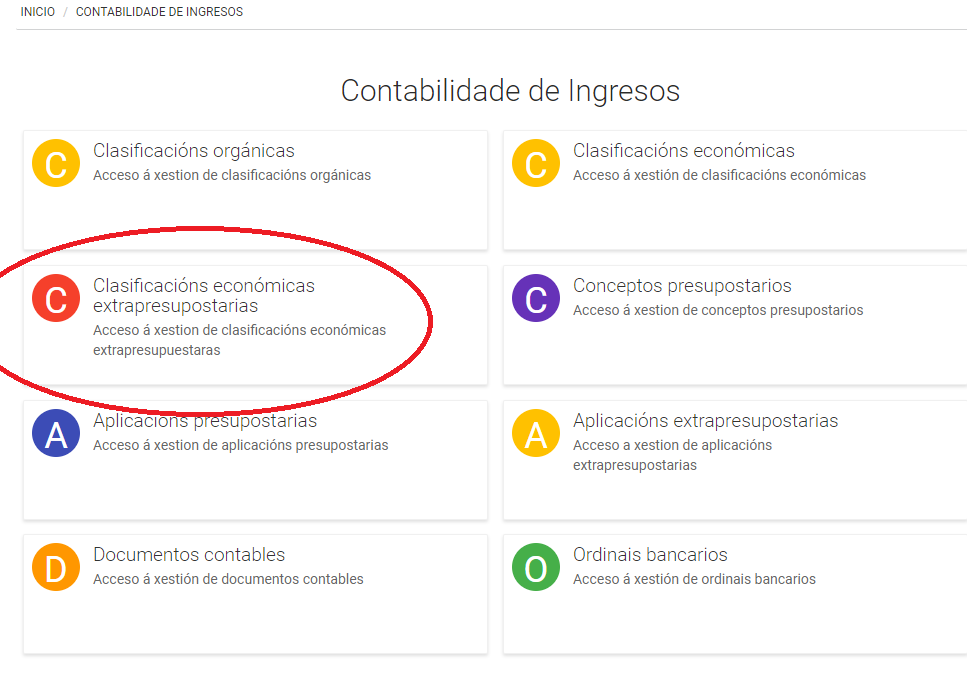 INICIO / CONTABILIDADE DE INGRESOS
Contabilidade de Ingresos
C
Clasificacións orgánicas
Acceso á xestion de clasificacións orgánicas
C
Clasificacións económicas
Acceso á xestión de clasificacións económicas
C
Clasificacións económicas
extrapresupostarias
Acceso á xestion de clasificacións económicas
extrapresupuestaras
C
Conceptos presupostarios
Acceso á xestion de conceptos presupostarios
A
Aplicacións presupostarias
Acceso á xestion de aplicacións presupostarias
A
Aplicacións extrapresupostarias
Acceso a xestion de aplicacións
extrapresupostarias
D
Documentos contables
Acceso á xestión de documentos contables
O
Ordinais bancarios
Acceso á xestión de ordinais bancarios